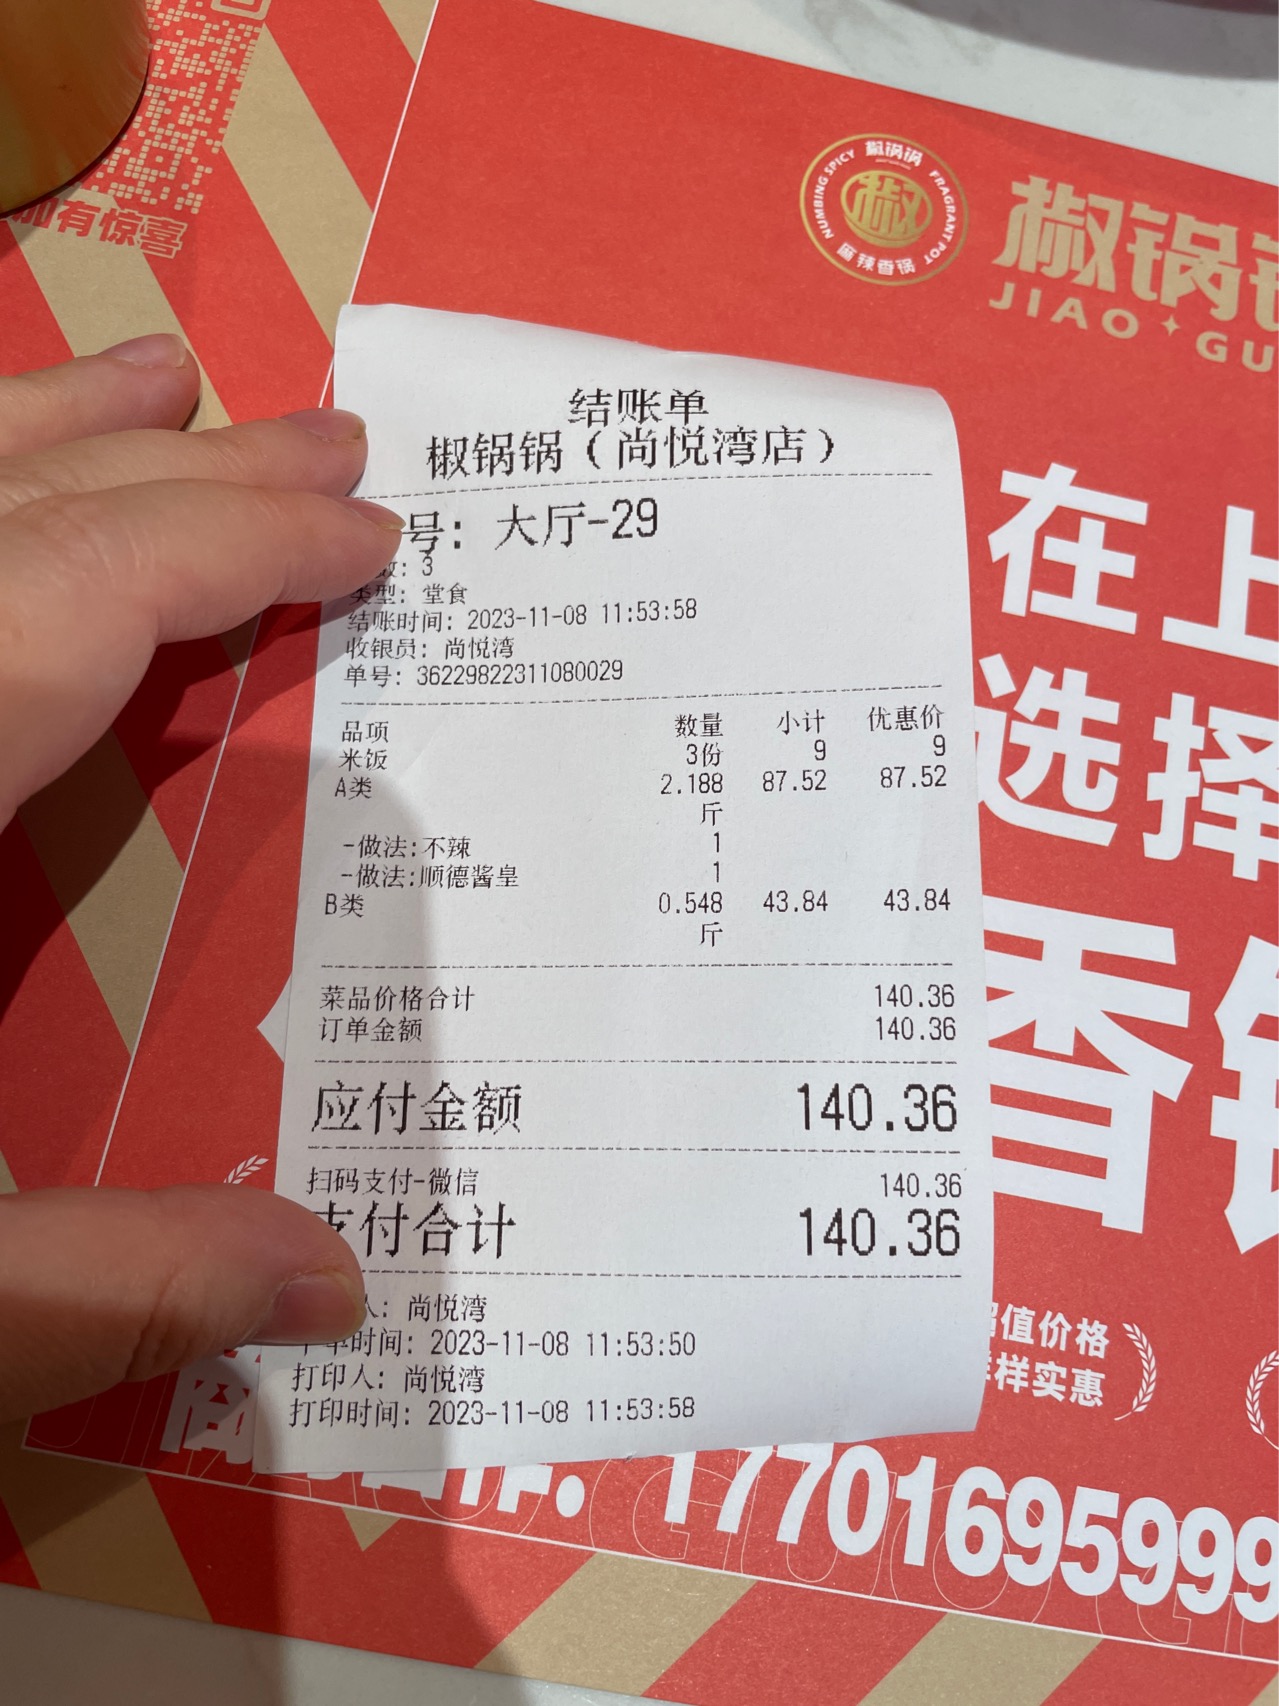 加有惊喜
椒锅锅
NUMBING SPICY
FRAGRANT POT
椒
麻辣香锅
椒锅
JIAO GU
在上
选择
香锅
结账单
椒锅锅（尚悦湾店）
号：大厅-29
数：3
类型：堂食
结账时间：2023-11-08 11:53:58
收银员：尚悦湾
单号：36229822311080029
品项 数量 小计 优惠价
米饭 3份 9 9
A类 2.188 87.52 87.52
斤
-做法:不辣 1
-做法:顺德酱皇 1
B类 0.548 43.84 43.84
斤
菜品价格合计 140.36
订单金额 140.36
应付金额 140.36
扫码支付-微信 140.36
支付合计 140.36
人：尚悦湾
下单时间：2023-11-08 11:53:50
打印人：尚悦湾
打印时间：2023-11-08 11:53:58
值价格
样实惠
17701695999